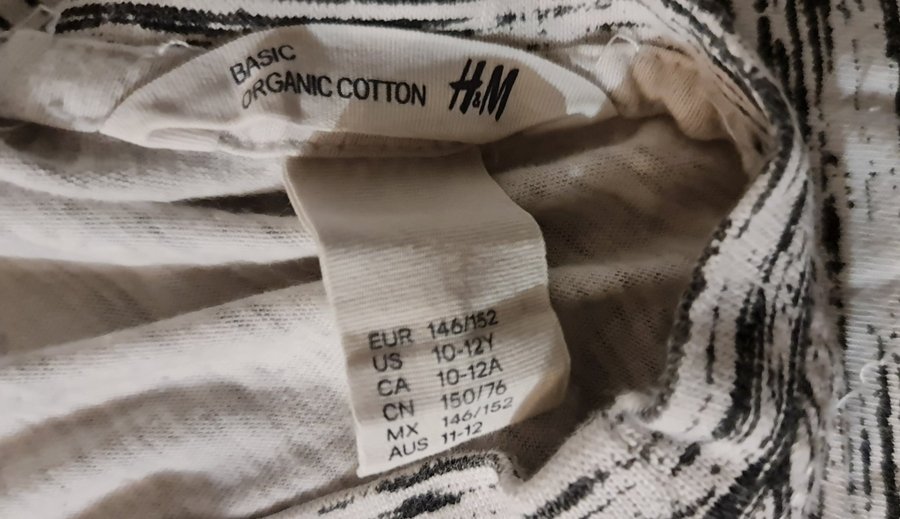 BASIC
ORGANIC COTTON H&M
EUR 146/152
US 10-12Y
CA 10-12A
CN 150/76
MX 146/152
AUS 11-12